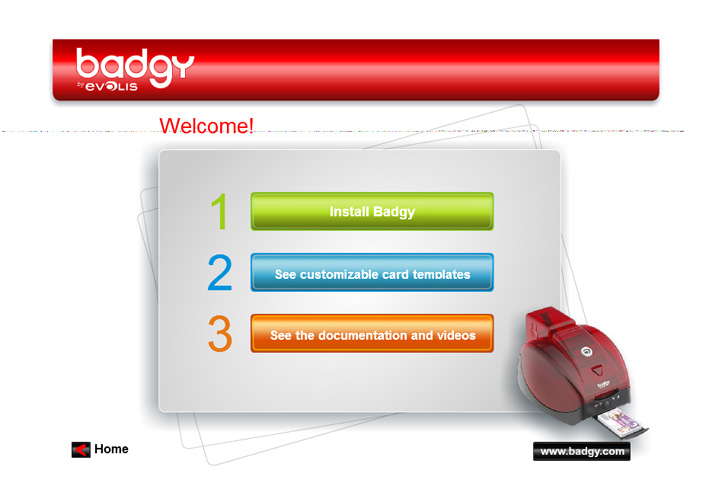 badgy
by evolis
Welcome!
1 Install Badgy
2 See customizable card templates
3 See the documentation and videos
badgy
Home
www.badgy.com